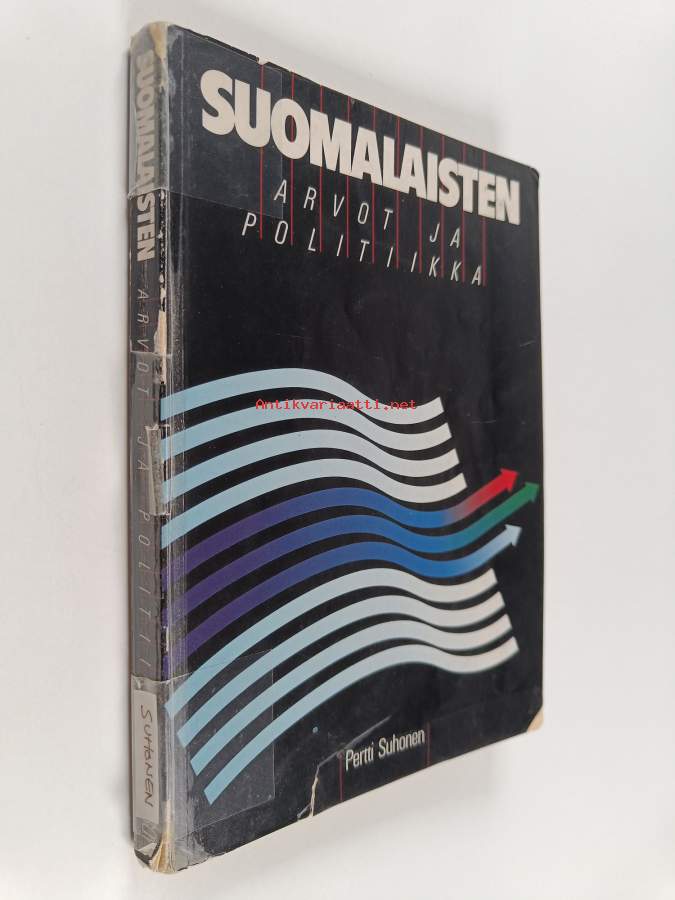 SUOMALAISTEN
ARVOT JA
POLITIIKKA
Antikvariaatti.net
Pertti Suhonen
SUOMALAISTEN ARVOT JA POLITII
SUHONEN